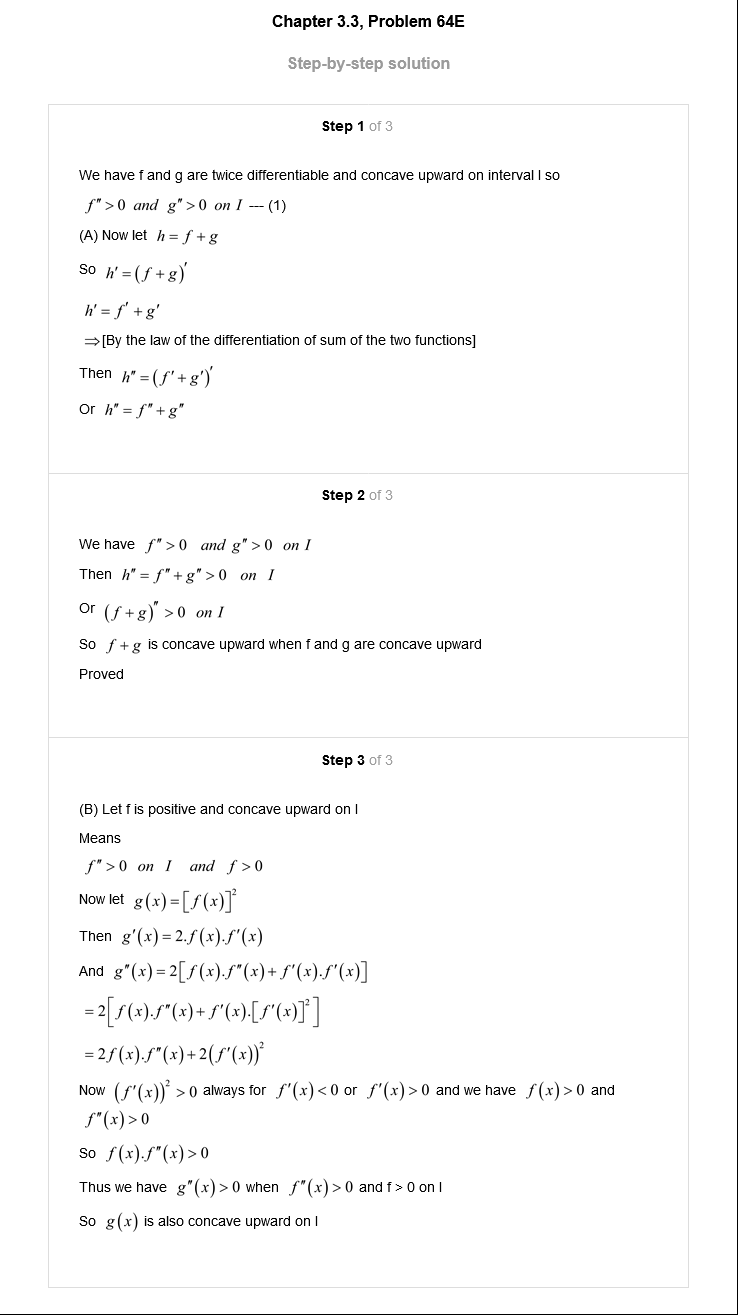 Chapter 3.3, Problem 64E
Step-by-step solution
Step 1 of 3
We have f and g are twice differentiable and concave upward on interval I so
f″ > 0 and g″ > 0 on I --- (1)
(A) Now let h = f + g
So h′ = (f + g)′
h′ = f′ + g′
⇒[By the law of the differentiation of sum of the two functions]
Then h″ = (f′ + g′)′
Or h″ = f″ + g″
Step 2 of 3
We have f″ > 0 and g″ > 0 on I
Then h″ = f″ + g″ > 0 on I
Or (f + g)″ > 0 on I
So f + g is concave upward when f and g are concave upward
Proved
Step 3 of 3
(B) Let f is positive and concave upward on I
Means
f″ > 0 on I and f > 0
Now let g(x) = [f(x)]²
Then g′(x) = 2.f(x).f′(x)
And g″(x) = 2[f(x).f″(x) + f′(x).f′(x)]
= 2[f(x).f″(x) + f′(x).[f′(x)]²]
= 2f(x).f″(x) + 2(f′(x))²
Now (f′(x))² > 0 always for f′(x) < 0 or f′(x) > 0 and we have f(x) > 0 and
f″(x) > 0
So f(x).f″(x) > 0
Thus we have g″(x) > 0 when f″(x) > 0 and f > 0 on I
So g(x) is also concave upward on I